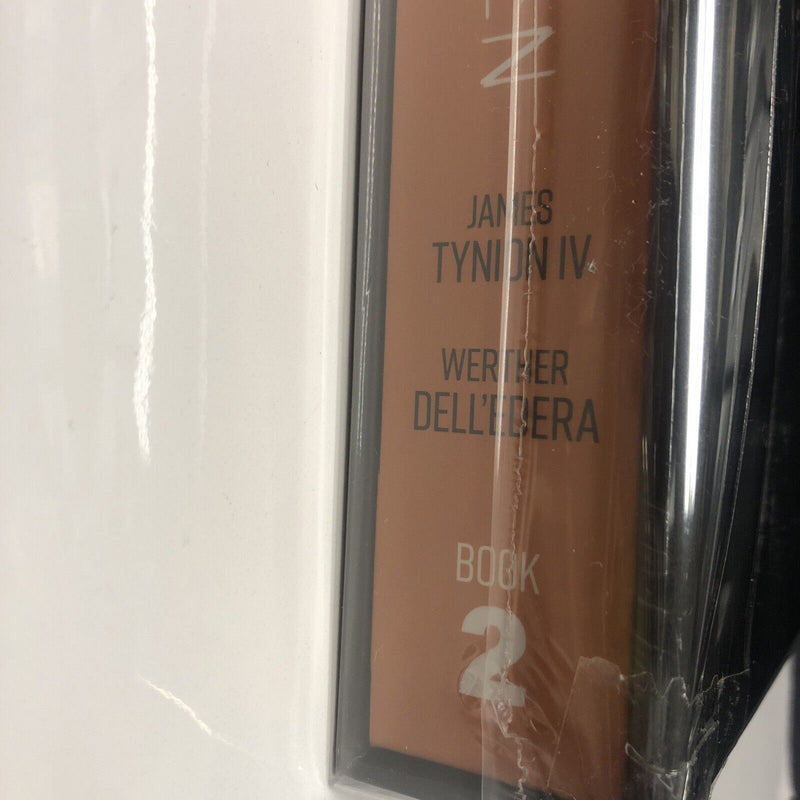 JAMES
TYNION IV
WERTHER
DELL'EDERA
BOOK
2